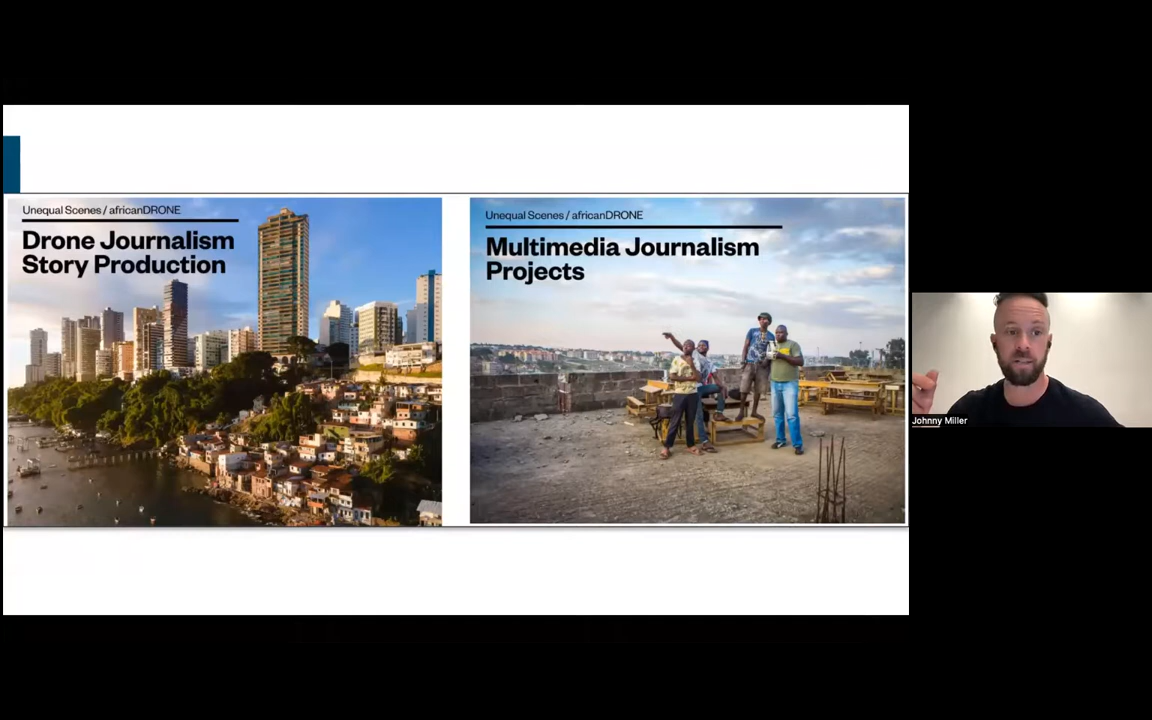 Unequal Scenes / africanDRONE
Drone Journalism
Story Production
Unequal Scenes / africanDRONE
Multimedia Journalism
Projects
Johnny Miller